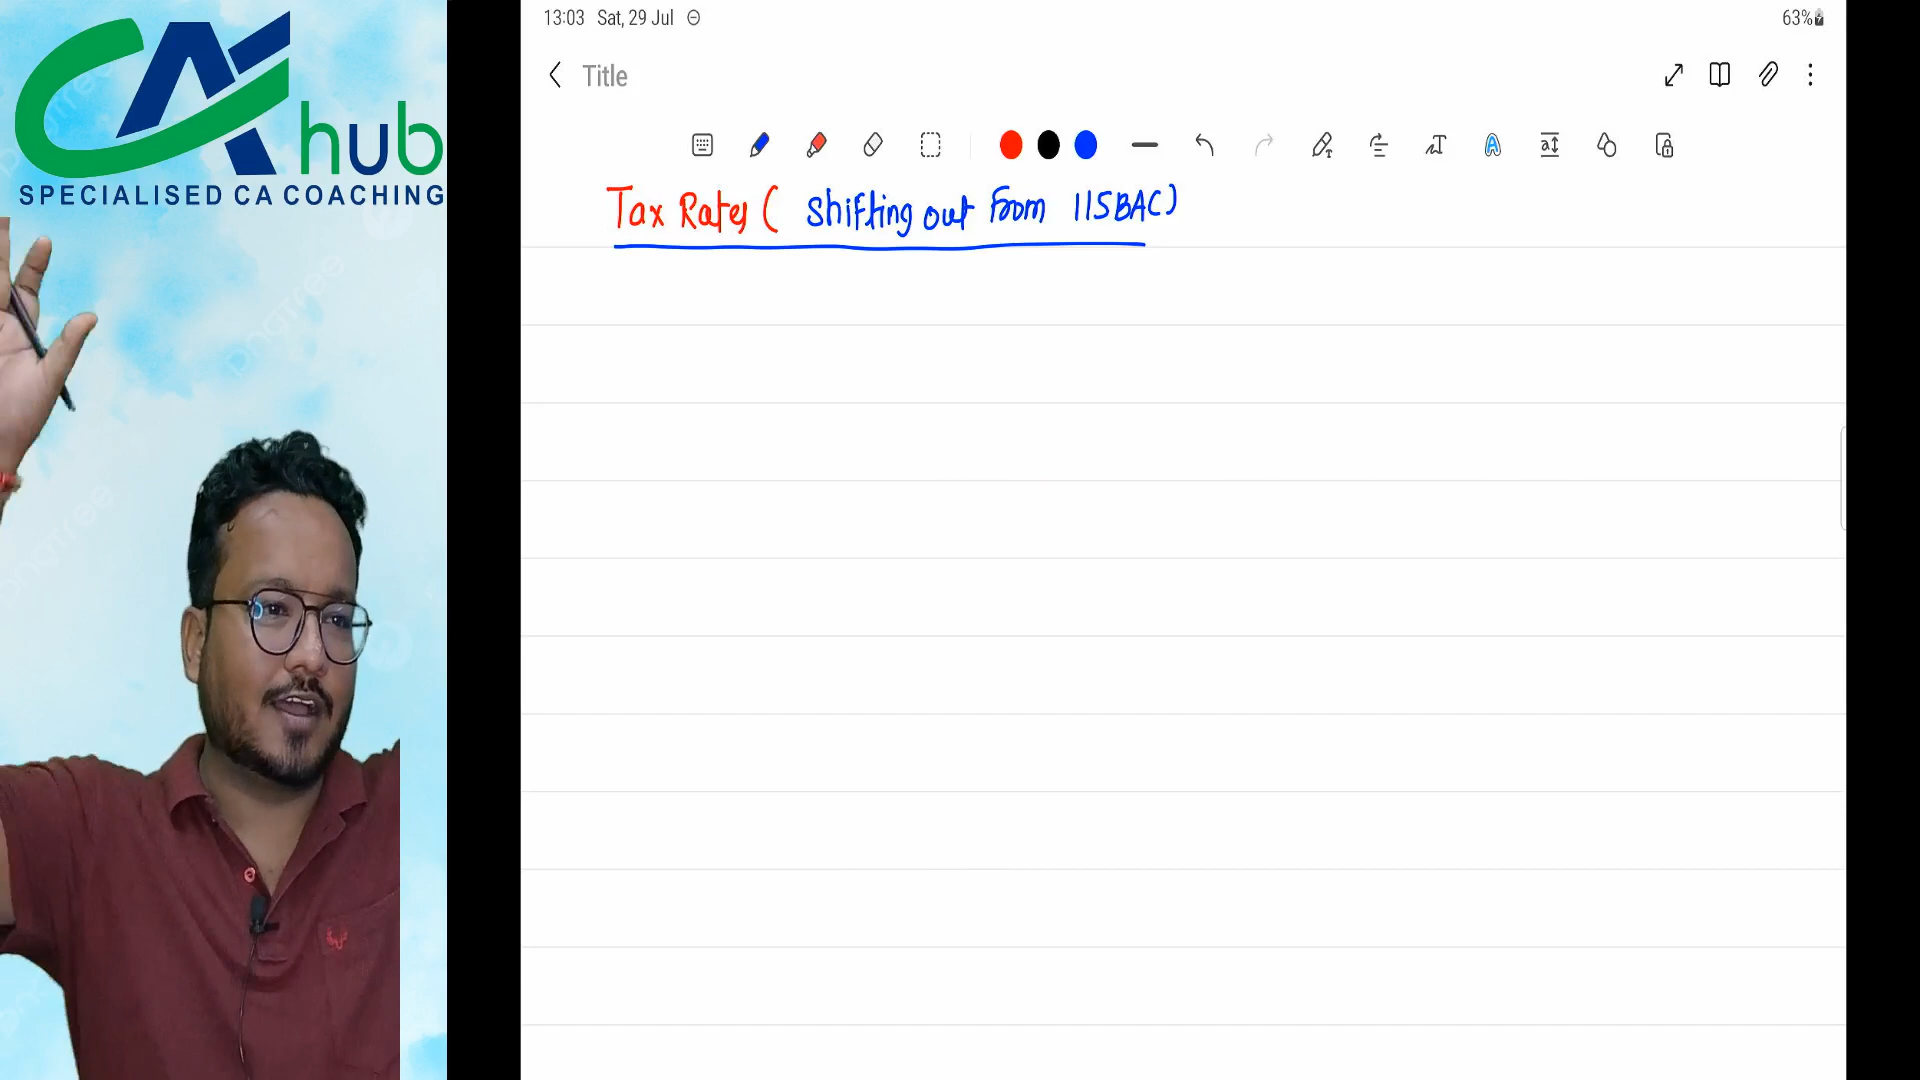 CA hub
SPECIALISED CA COACHING
13:03 Sat, 29 Jul
63%
Title
Tax Rates ( Shifting out from 115BAC)